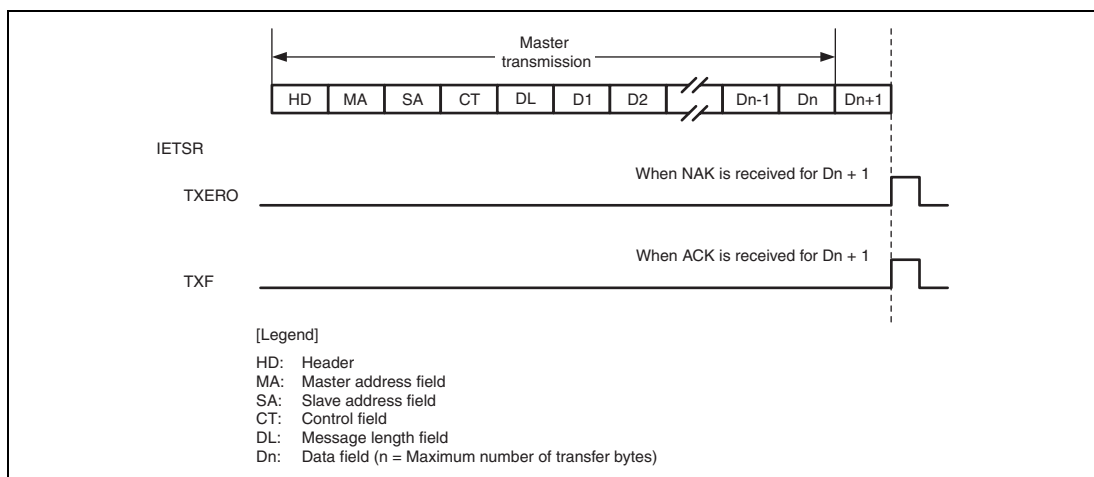 Master
transmission
HD MA SA CT DL D1 D2 Dn-1 Dn Dn+1
IETSR
When NAK is received for Dn + 1
TXERO
When ACK is received for Dn + 1
TXF
[Legend]
HD: Header
MA: Master address field
SA: Slave address field
CT: Control field
DL: Message length field
Dn: Data field (n = Maximum number of transfer bytes)